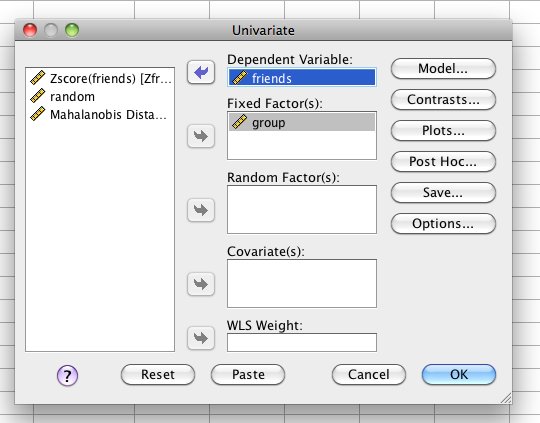 Univariate
Zscore(friends) [Zfr...
random
Mahalanobis Dista...
Dependent Variable:
friends
Fixed Factor(s):
group
Random Factor(s):
Covariate(s):
WLS Weight:
Model...
Contrasts...
Plots...
Post Hoc...
Save...
Options...
?
Reset
Paste
Cancel
OK